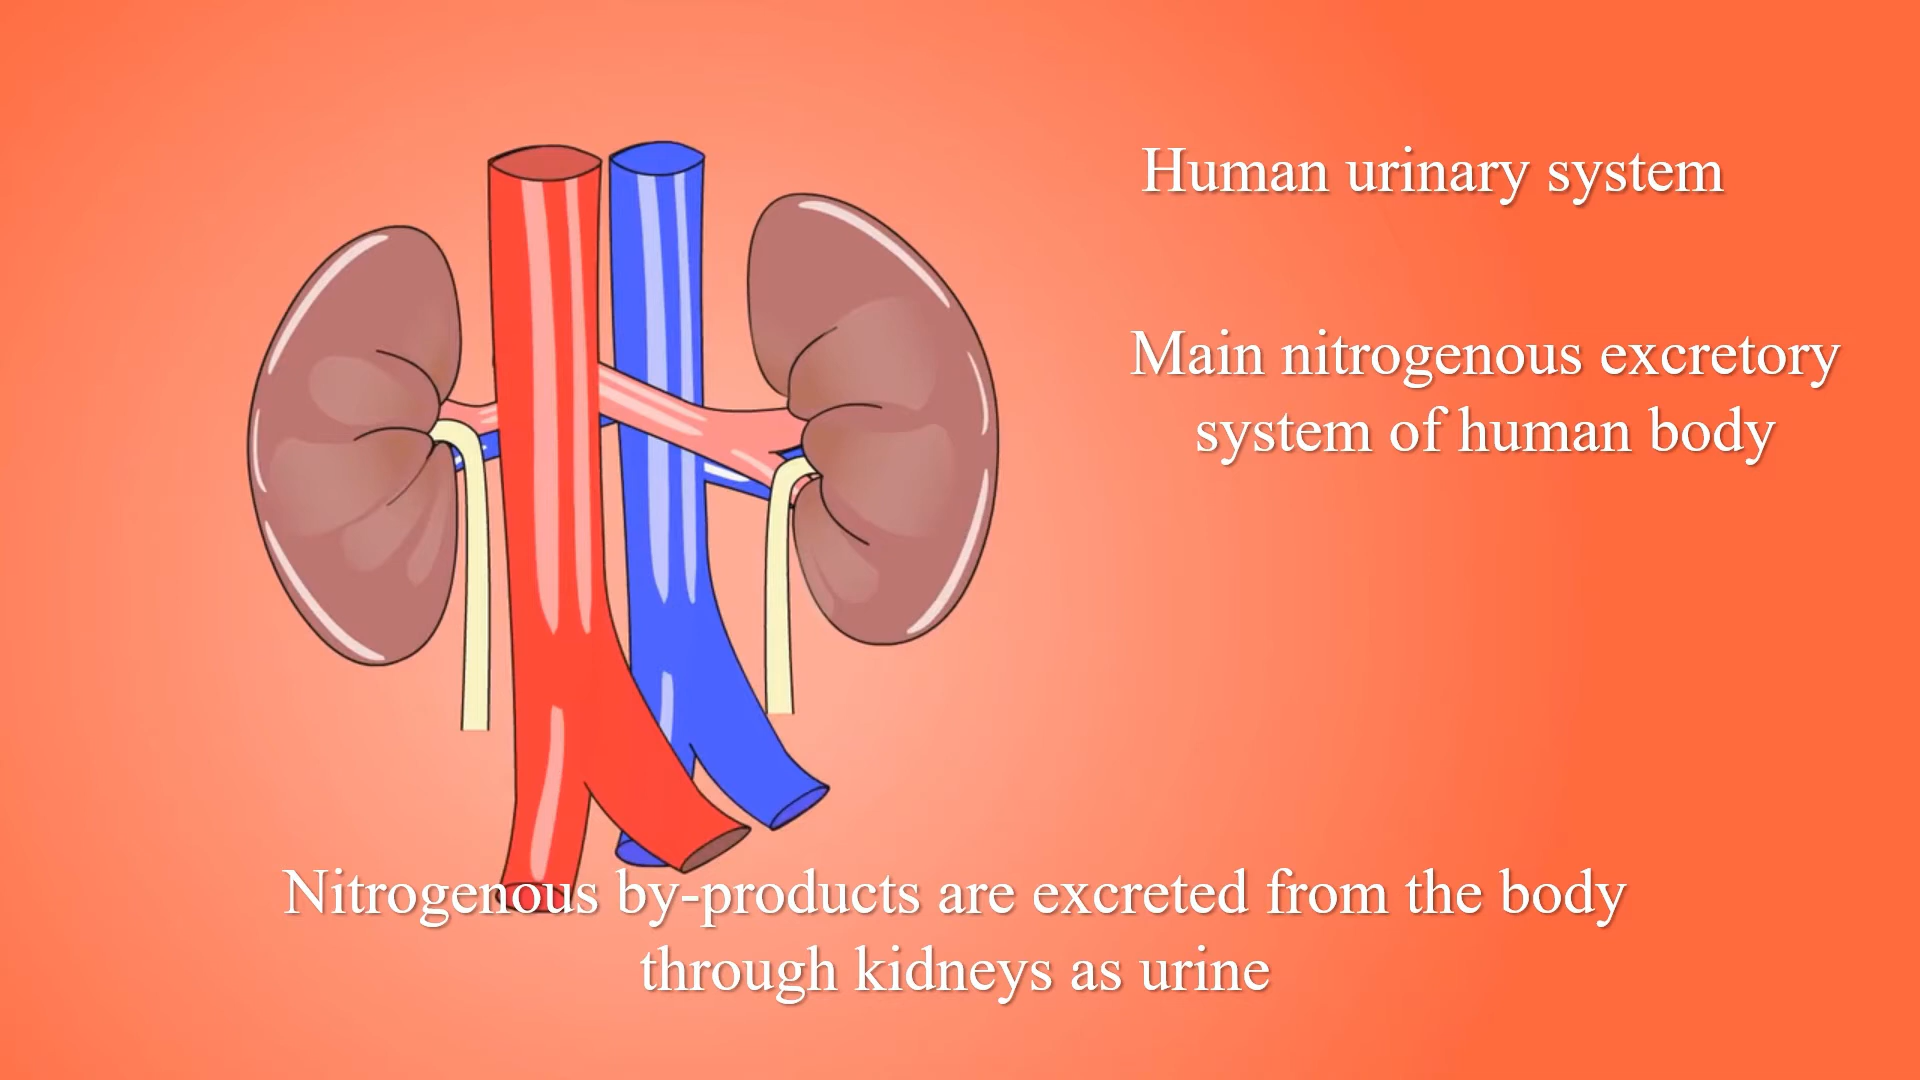 Human urinary system
Main nitrogenous excretory
system of human body
Nitrogenous by-products are excreted from the body
through kidneys as urine